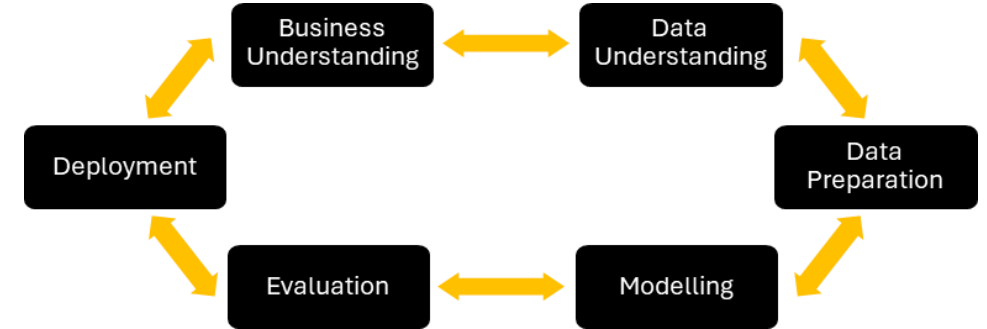 Business
Understanding
Data
Understanding
Data
Preparation
Modelling
Evaluation
Deployment